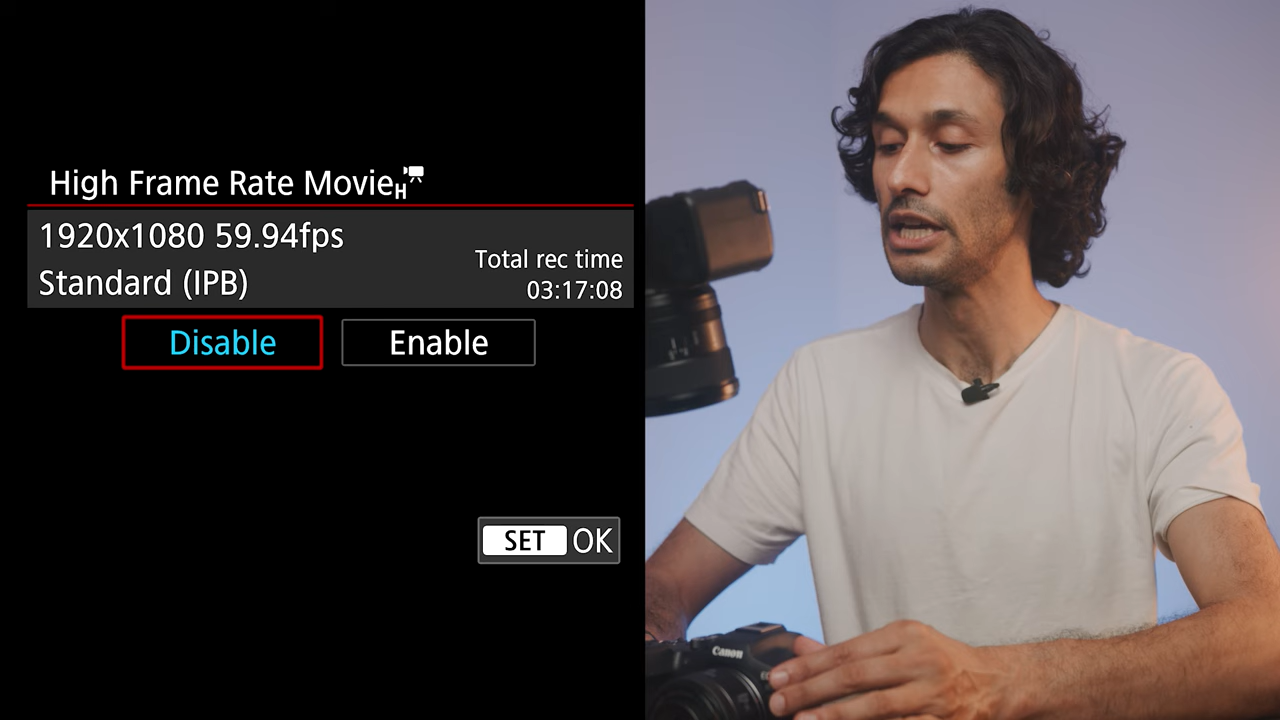 High Frame Rate Movie H
1920x1080 59.94fps
Standard (IPB)
Total rec time
03:17:08
Disable
Enable
SET OK
Canon